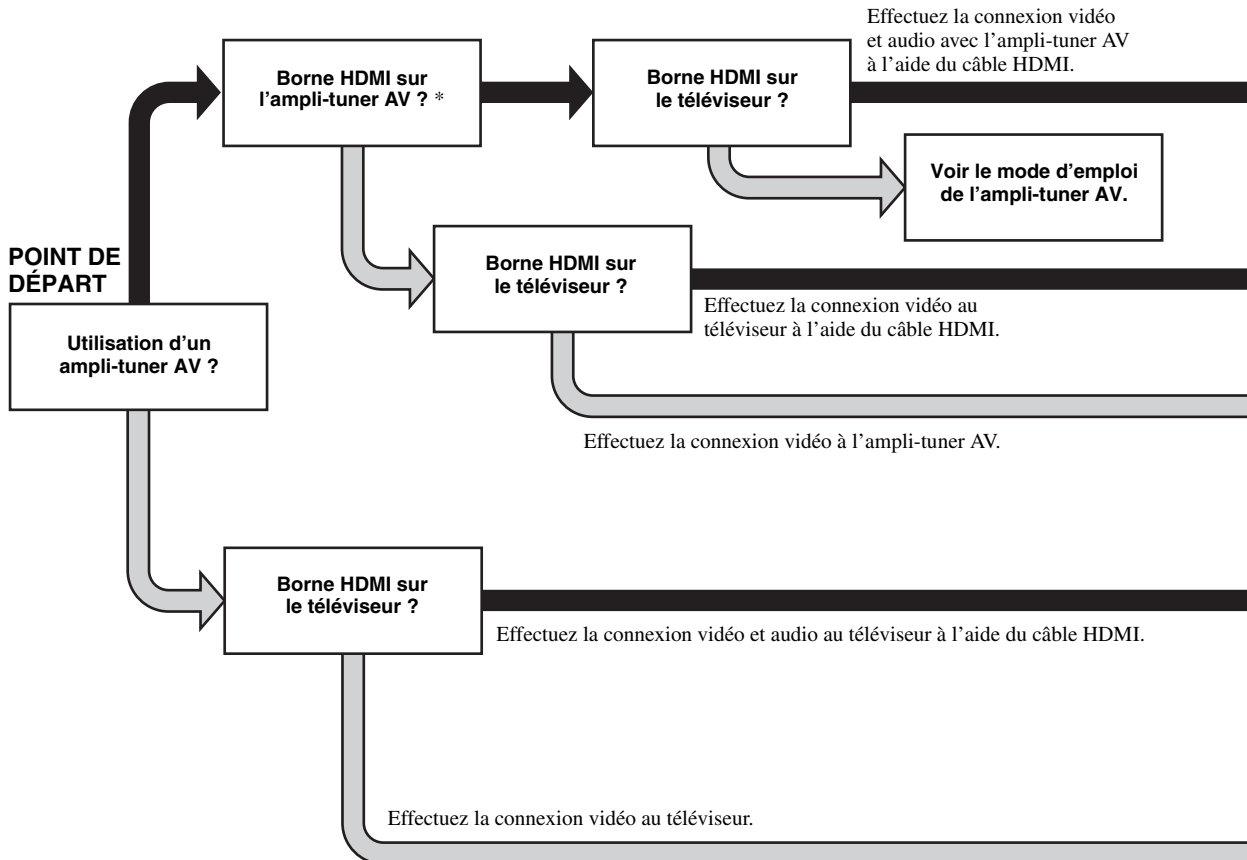 Effectuez la connexion vidéo
et audio avec l’ampli-tuner AV
à l’aide du câble HDMI.
Borne HDMI sur
l’ampli-tuner AV ? *
Borne HDMI sur
le téléviseur ?
Voir le mode d’emploi
de l’ampli-tuner AV.
POINT DE
DÉPART
Borne HDMI sur
le téléviseur ?
Effectuez la connexion vidéo au
téléviseur à l’aide du câble HDMI.
Utilisation d’un
ampli-tuner AV ?
Effectuez la connexion vidéo à l’ampli-tuner AV.
Borne HDMI sur
le téléviseur ?
Effectuez la connexion vidéo et audio au téléviseur à l’aide du câble HDMI.
Effectuez la connexion vidéo au téléviseur.